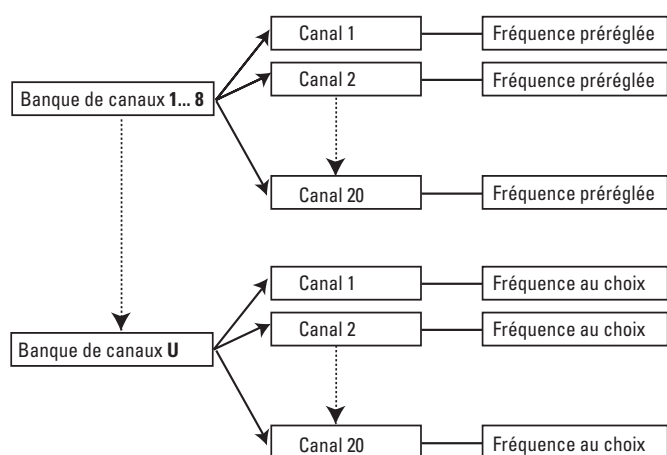 Canal 1
Fréquence préréglée
Canal 2
Fréquence préréglée
Banque de canaux 1... 8
Canal 20
Fréquence préréglée
Canal 1
Fréquence au choix
Canal 2
Fréquence au choix
Banque de canaux U
Canal 20
Fréquence au choix